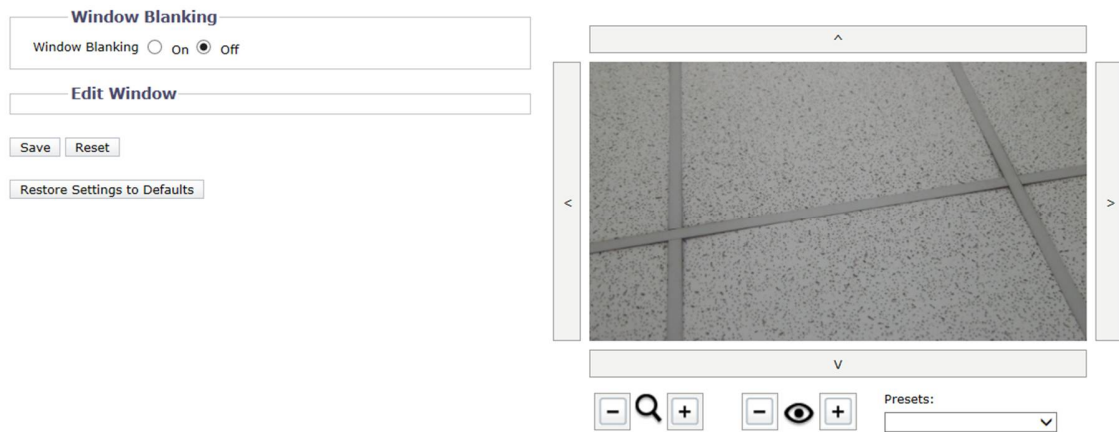 Window Blanking
Window Blanking On Off
Edit Window
Save Reset
Restore Settings to Defaults
^
< >
v
- + - +
Presets: